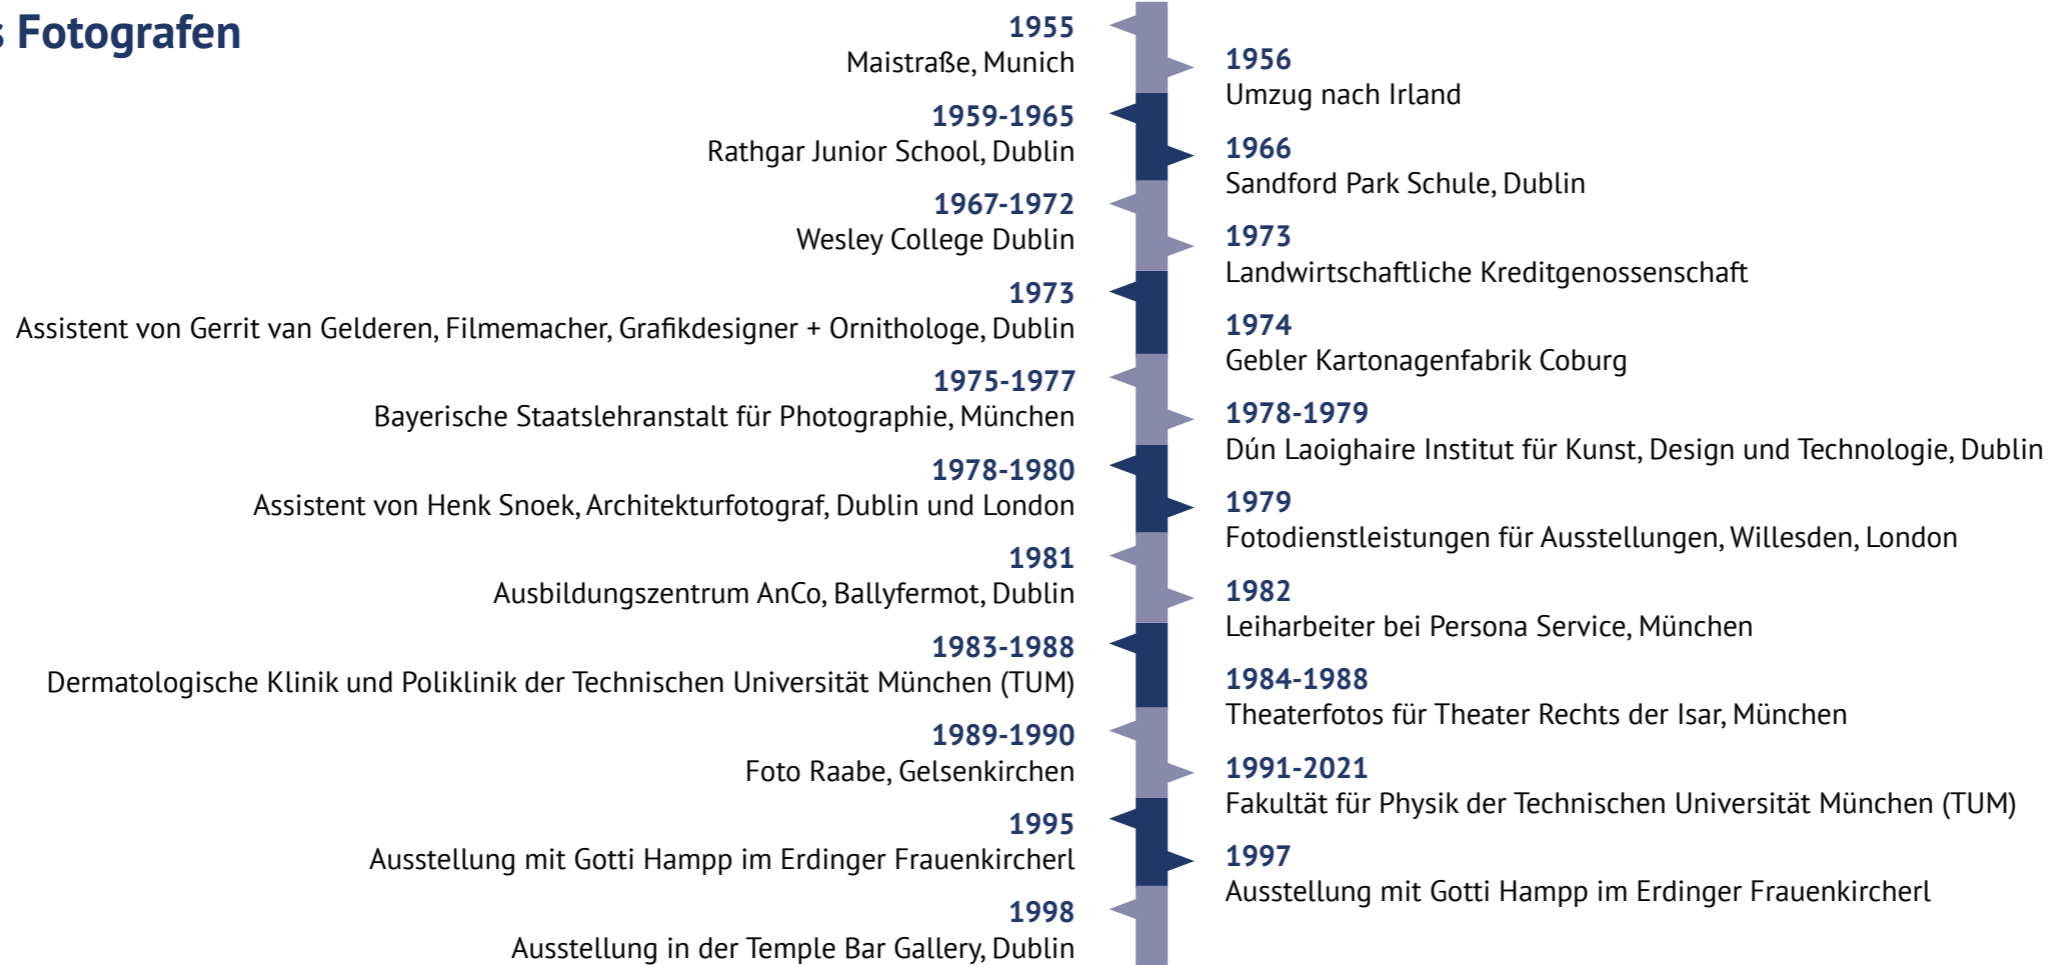 s Fotografen
1955
Maistraße, Munich
1956
Umzug nach Irland
1959-1965
Rathgar Junior School, Dublin
1966
Sandford Park Schule, Dublin
1967-1972
Wesley College Dublin
1973
Landwirtschaftliche Kreditgenossenschaft
1973
Assistent von Gerrit van Gelderen, Filmemacher, Grafikdesigner + Ornithologe, Dublin
1974
Gebler Kartonagenfabrik Coburg
1975-1977
Bayerische Staatslehranstalt für Photographie, München
1978-1979
Dún Laoighaire Institut für Kunst, Design und Technologie, Dublin
1978-1980
Assistent von Henk Snoek, Architekturfotograf, Dublin und London
1979
Fotodienstleistungen für Ausstellungen, Willesden, London
1981
Ausbildungszentrum AnCo, Ballyfermot, Dublin
1982
Leiharbeiter bei Persona Service, München
1983-1988
Dermatologische Klinik und Poliklinik der Technischen Universität München (TUM)
1984-1988
Theaterfotos für Theater Rechts der Isar, München
1989-1990
Foto Raabe, Gelsenkirchen
1991-2021
Fakultät für Physik der Technischen Universität München (TUM)
1995
Ausstellung mit Gotti Hampp im Erdinger Frauenkircherl
1997
Ausstellung mit Gotti Hampp im Erdinger Frauenkircherl
1998
Ausstellung in der Temple Bar Gallery, Dublin